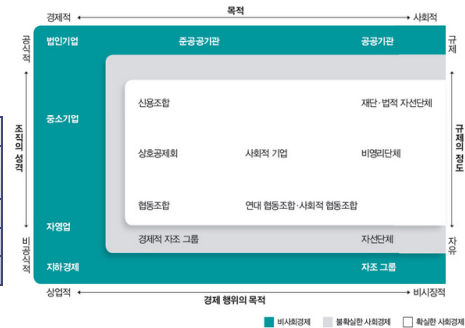 목적
경제적 사회적
공식적 법인기업 준공공기관 공공기관 규제
신용조합 재단·법적 자선단체
중소기업
조직의 성격 상호공제회 사회적 기업 비영리단체 규제의 정도
협동조합 연대 협동조합·사회적 협동조합
자영업
비공식적 경제적 자조 그룹 자선단체 자유
지하경제 자조 그룹
상업적 비시장적
경제 행위의 목적
비사회경제 불확실한 사회경제 확실한 사회경제